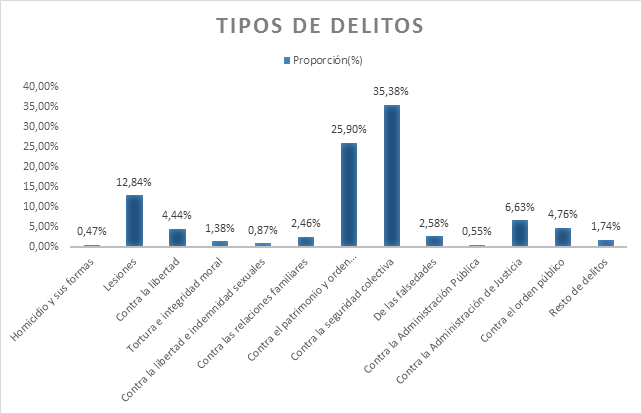 TIPOS DE DELITOS
Proporción(%)
40,00%
35,00%
30,00%
25,00%
20,00%
15,00%
10,00%
5,00%
0,00%
0,47%
12,84%
4,44%
1,38%
0,87%
2,46%
25,90%
35,38%
2,58%
0,55%
6,63%
4,76%
1,74%
Homicidio y sus formas
Lesiones
Contra la libertad
Tortura e integridad moral
Contra la libertad e indemnidad sexuales
Contra las relaciones familiares
Contra el patrimonio y orden...
Contra la seguridad colectiva
De las falsedades
Contra la Administración Pública
Contra la Administración de Justicia
Contra el orden público
Resto de delitos